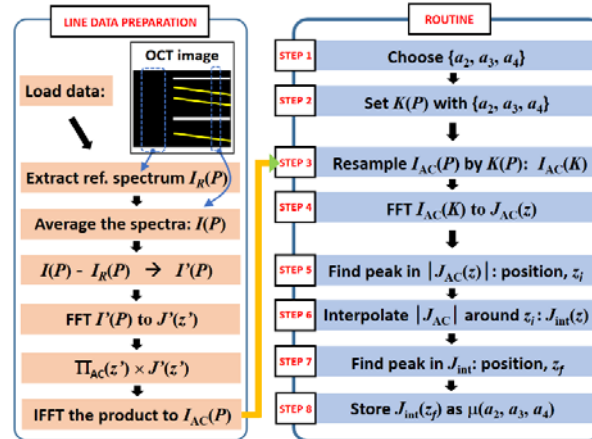 LINE DATA PREPARATION
OCT image
Load data:
Extract ref. spectrum I_R(P)
Average the spectra: I(P)
I(P) - I_R(P) → I'(P)
FFT I'(P) to J'(z')
Π_AC(z') × J'(z')
IFFT the product to I_AC(P)
ROUTINE
STEP 1 Choose {a₂, a₃, a₄}
STEP 2 Set K(P) with {a₂, a₃, a₄}
STEP 3 Resample I_AC(P) by K(P): I_AC(K)
STEP 4 FFT I_AC(K) to J_AC(z)
STEP 5 Find peak in |J_AC(z)|: position, z_i
STEP 6 Interpolate |J_AC| around z_i: J_int(z)
STEP 7 Find peak in J_int: position, z_f
STEP 8 Store J_int(z_f) as μ(a₂, a₃, a₄)